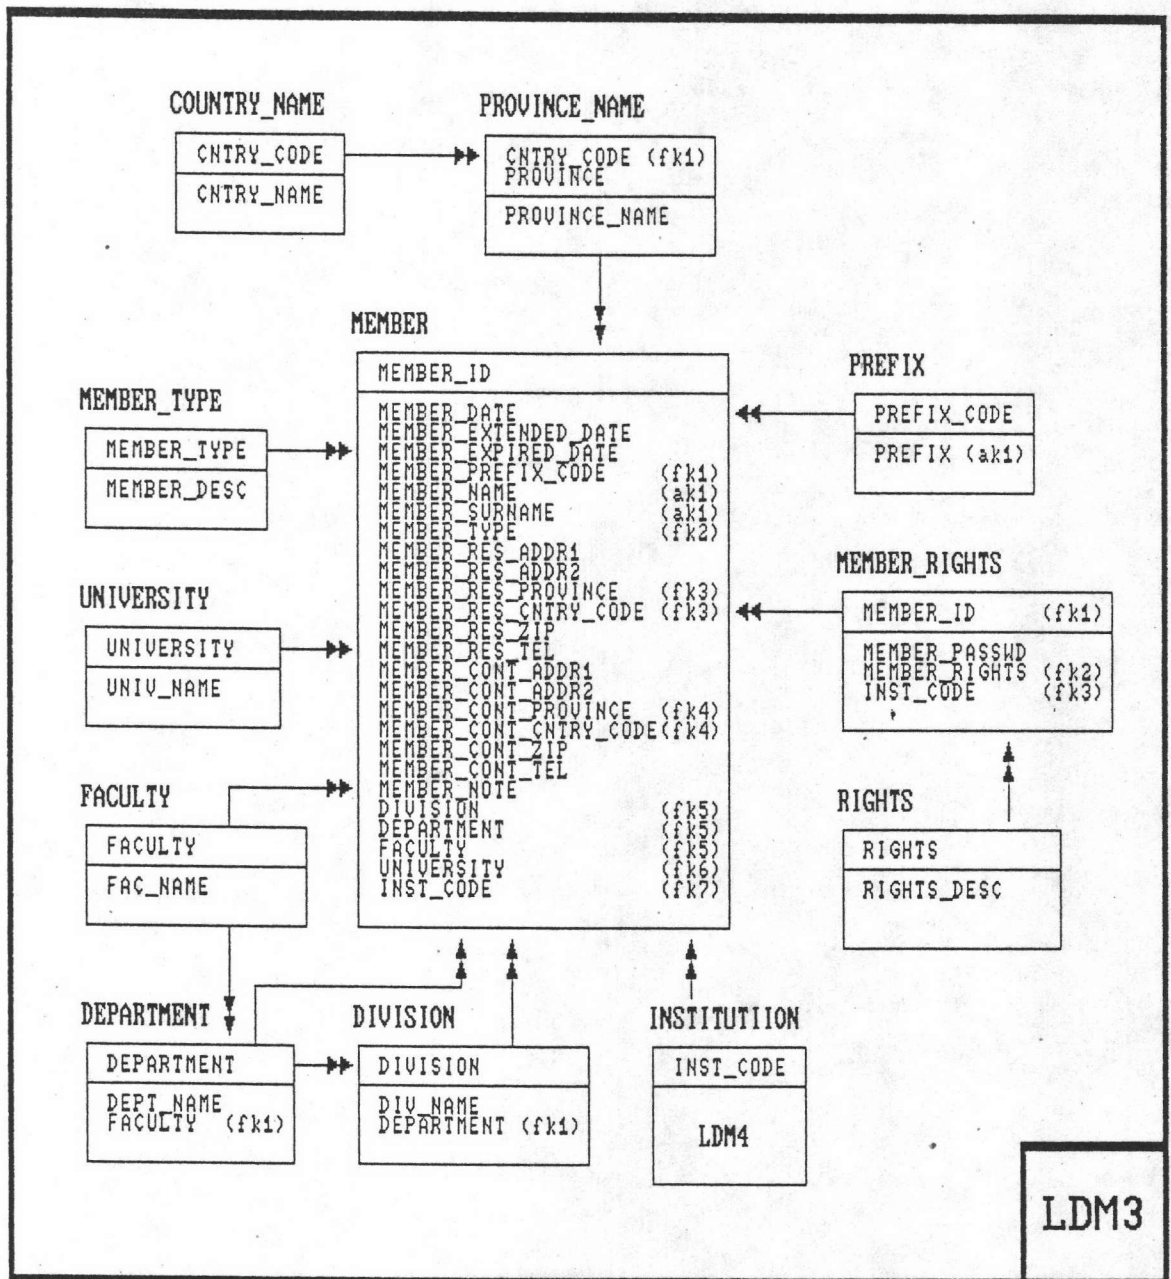 COUNTRY_NAME
CNTRY_CODE
CNTRY_NAME
PROVINCE_NAME
CNTRY_CODE (fk1)
PROVINCE
PROVINCE_NAME
MEMBER
MEMBER_ID
MEMBER_DATE
MEMBER_EXTENDED_DATE
MEMBER_EXPIRED_DATE
MEMBER_PREFIX_CODE (fk1)
MEMBER_NAME (ak1)
MEMBER_SURNAME (ak1)
MEMBER_TYPE (fk2)
MEMBER_RES_ADDR1
MEMBER_RES_ADDR2
MEMBER_RES_PROVINCE (fk3)
MEMBER_RES_CNTRY_CODE (fk3)
MEMBER_RES_ZIP
MEMBER_RES_TEL
MEMBER_CONT_ADDR1
MEMBER_CONT_ADDR2
MEMBER_CONT_PROVINCE (fk4)
MEMBER_CONT_CNTRY_CODE(fk4)
MEMBER_CONT_ZIP
MEMBER_CONT_TEL
MEMBER_NOTE
DIVISION (fk5)
DEPARTMENT (fk5)
FACULTY (fk5)
UNIVERSITY (fk6)
INST_CODE (fk7)
MEMBER_TYPE
MEMBER_TYPE
MEMBER_DESC
UNIVERSITY
UNIVERSITY
UNIV_NAME
FACULTY
FACULTY
FAC_NAME
PREFIX
PREFIX_CODE
PREFIX (ak1)
MEMBER_RIGHTS
MEMBER_ID (fk1)
MEMBER_PASSWD
MEMBER_RIGHTS (fk2)
INST_CODE (fk3)
RIGHTS
RIGHTS
RIGHTS_DESC
DEPARTMENT
DEPARTMENT
DEPT_NAME
FACULTY (fk1)
DIVISION
DIVISION
DIV_NAME
DEPARTMENT (fk1)
INSTITUTIION
INST_CODE
LDM4
LDM3